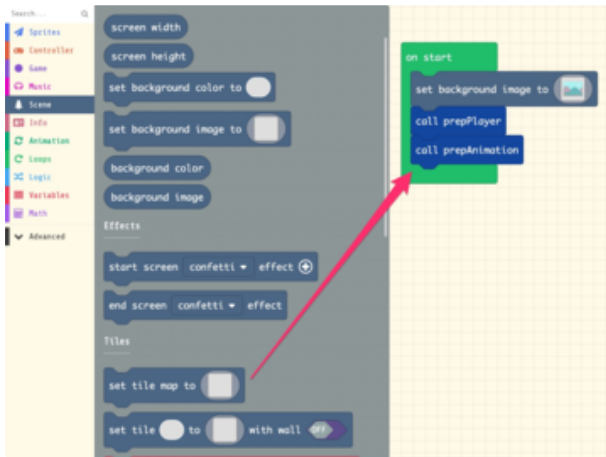 Search...
Sprites
Controller
Game
Music
Scene
Info
Animation
Loops
Logic
Variables
Math
Advanced
screen width
screen height
set background color to
set background image to
background color
background image
Effects
start screen confetti effect
end screen confetti effect
Tiles
set tile map to
set tile to with wall OFF
on start
set background image to
call prepPlayer
call prepAnimation